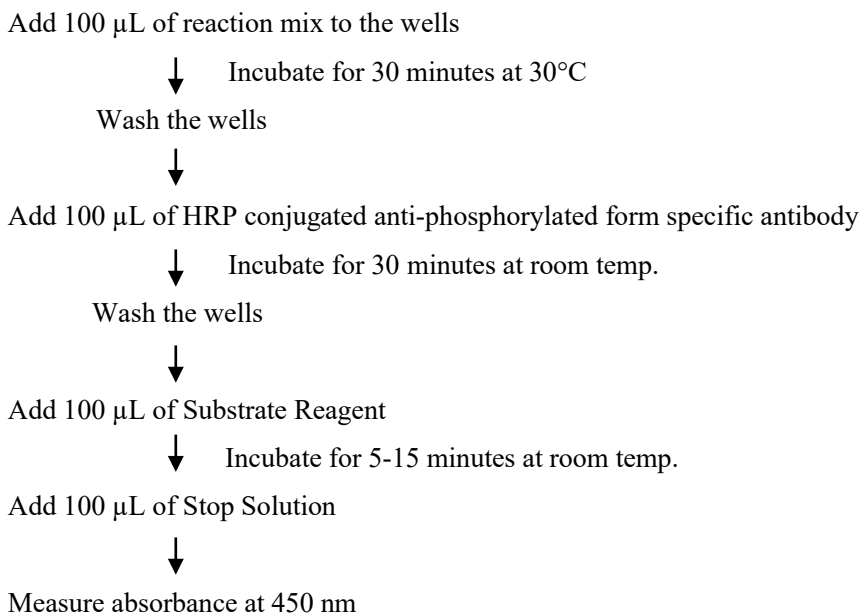 Add 100 µL of reaction mix to the wells
Incubate for 30 minutes at 30°C
Wash the wells
Add 100 µL of HRP conjugated anti-phosphorylated form specific antibody
Incubate for 30 minutes at room temp.
Wash the wells
Add 100 µL of Substrate Reagent
Incubate for 5-15 minutes at room temp.
Add 100 µL of Stop Solution
Measure absorbance at 450 nm